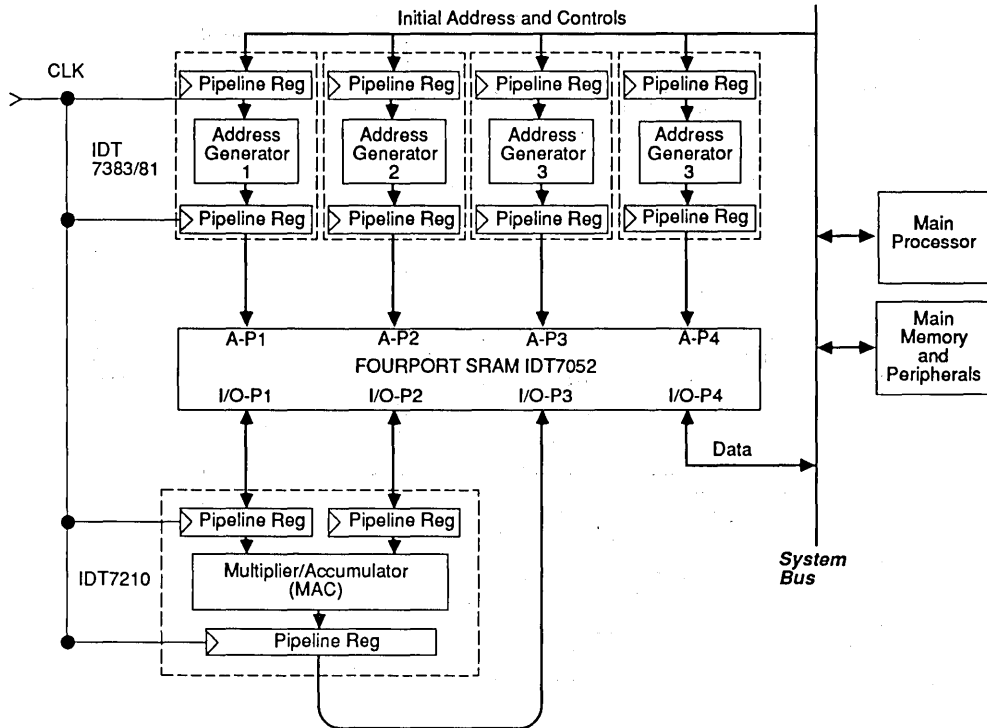 Initial Address and Controls
CLK
Pipeline Reg
Pipeline Reg
Pipeline Reg
Pipeline Reg
IDT
7383/81
Address
Generator
1
Address
Generator
2
Address
Generator
3
Address
Generator
3
Pipeline Reg
Pipeline Reg
Pipeline Reg
Pipeline Reg
Main
Processor
Main
Memory
and
Peripherals
A-P1
A-P2
A-P3
A-P4
FOURPORT SRAM IDT7052
I/O-P1
I/O-P2
I/O-P3
I/O-P4
Data
Pipeline Reg
Pipeline Reg
IDT7210
Multiplier/Accumulator
(MAC)
Pipeline Reg
System
Bus